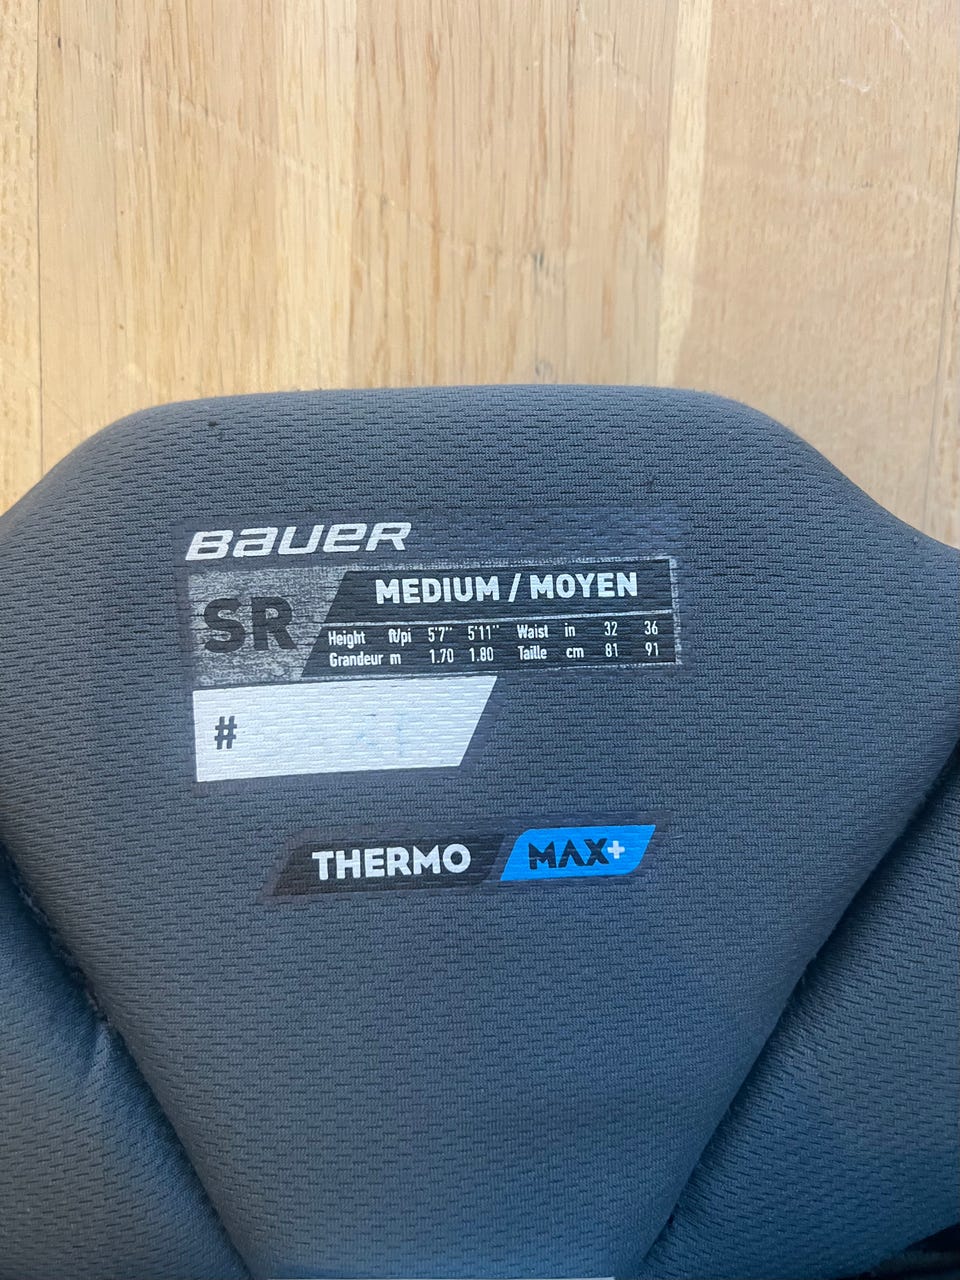 BAUER
SR
MEDIUM / MOYEN
Height ft/pi 5'7'' 5'11'' Waist in 32 36
Grandeur m 1.70 1.80 Taille cm 81 91
#
THERMO MAX+